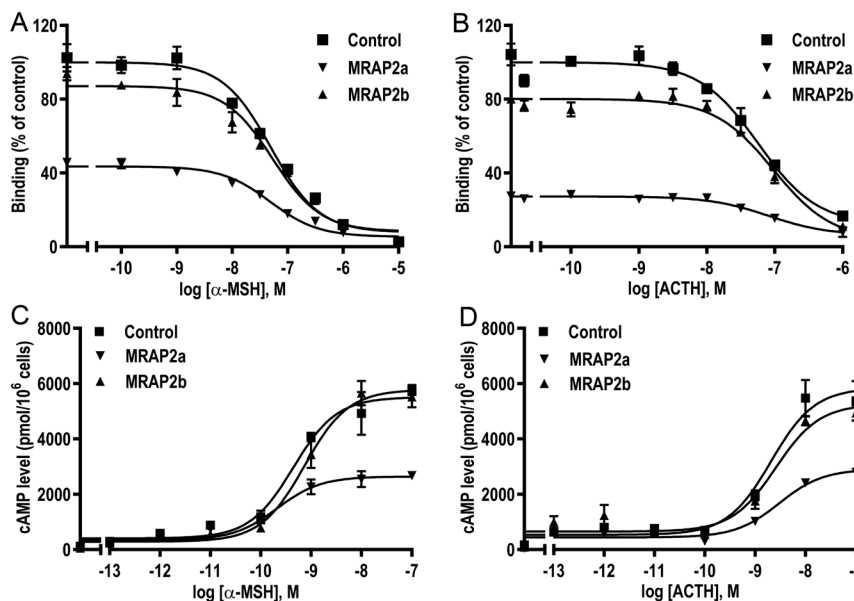 A
Control
MRAP2a
MRAP2b
Binding (% of control)
120
80
40
0
-10 -9 -8 -7 -6 -5
log [α-MSH], M
B
Control
MRAP2a
MRAP2b
Binding (% of control)
120
80
40
0
-10 -9 -8 -7 -6
log [ACTH], M
C
Control
MRAP2a
MRAP2b
cAMP level (pmol/10⁶ cells)
8000
6000
4000
2000
0
-13 -12 -11 -10 -9 -8 -7
log [α-MSH], M
D
Control
MRAP2a
MRAP2b
cAMP level (pmol/10⁶ cells)
8000
6000
4000
2000
0
-13 -12 -11 -10 -9 -8
log [ACTH], M